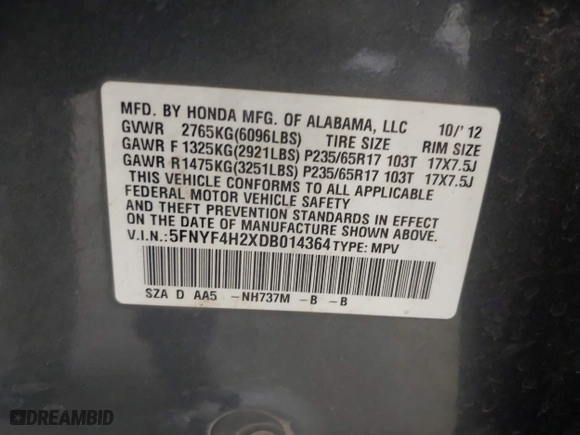 MFD. BY HONDA MFG. OF ALABAMA, LLC 10/'12
GVWR 2765KG(6096LBS) TIRE SIZE RIM SIZE
GAWR F 1325KG(2921LBS) P235/65R17 103T 17X7.5J
GAWR R1475KG(3251LBS) P235/65R17 103T 17X7.5J
THIS VEHICLE CONFORMS TO ALL APPLICABLE
FEDERAL MOTOR VEHICLE SAFETY
AND THEFT PREVENTION STANDARDS IN EFFECT
ON THE DATE OF MANUFACTURE SHOWN ABOVE.
V.I.N.:5FNYF4H2XDB014364 TYPE: MPV
SZA D AA5 -NH737M -B -B
DREAMBID